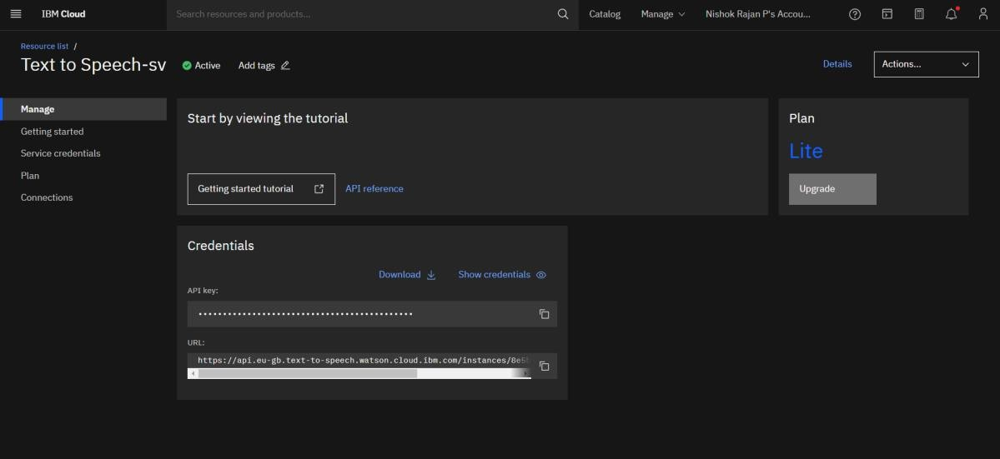 IBM Cloud
Search resources and products...
Catalog
Manage
Nishok Rajan P's Accou...
Resource list /
Text to Speech-sv
Active
Add tags
Details
Actions...
Manage
Getting started
Service credentials
Plan
Connections
Start by viewing the tutorial
Getting started tutorial
API reference
Plan
Lite
Upgrade
Credentials
Download
Show credentials
API key:
••••••••••••••••••••••••••••••••••••••••••••
URL:
https://api.eu-gb.text-to-speech.watson.cloud.ibm.com/instances/8e5